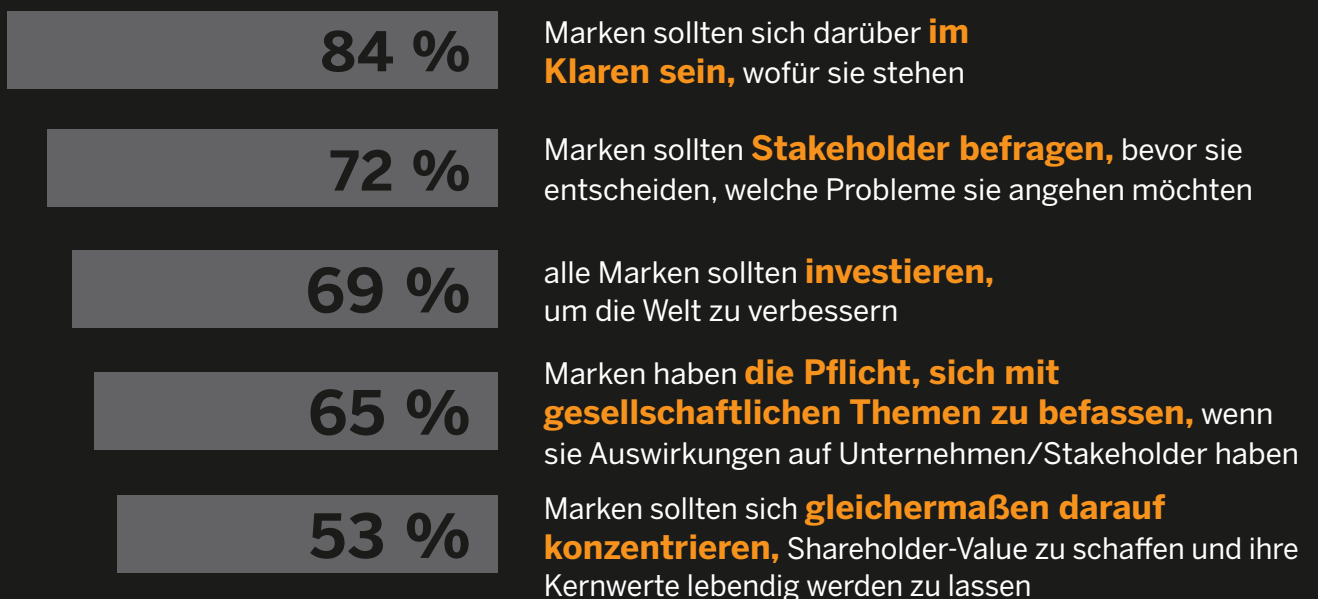 84 %
Marken sollten sich darüber im
Klaren sein, wofür sie stehen
72 %
Marken sollten Stakeholder befragen, bevor sie
entscheiden, welche Probleme sie angehen möchten
69 %
alle Marken sollten investieren,
um die Welt zu verbessern
65 %
Marken haben die Pflicht, sich mit
gesellschaftlichen Themen zu befassen, wenn
sie Auswirkungen auf Unternehmen/Stakeholder haben
53 %
Marken sollten sich gleichermaßen darauf
konzentrieren, Shareholder-Value zu schaffen und ihre
Kernwerte lebendig werden zu lassen